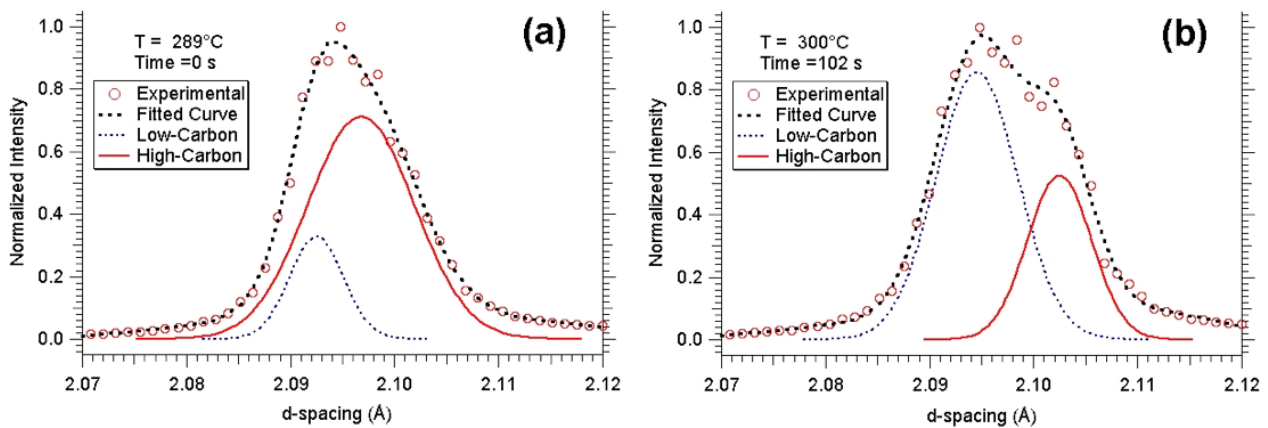 (a)
T = 289°C
Time =0 s
Experimental
Fitted Curve
Low-Carbon
High-Carbon
Normalized Intensity
1.0
0.8
0.6
0.4
0.2
0.0
2.07 2.08 2.09 2.10 2.11 2.12
d-spacing (Å)
(b)
T = 300°C
Time =102 s
Experimental
Fitted Curve
Low-Carbon
High-Carbon
Normalized Intensity
1.0
0.8
0.6
0.4
0.2
0.0
2.07 2.08 2.09 2.10 2.11 2.12
d-spacing (Å)